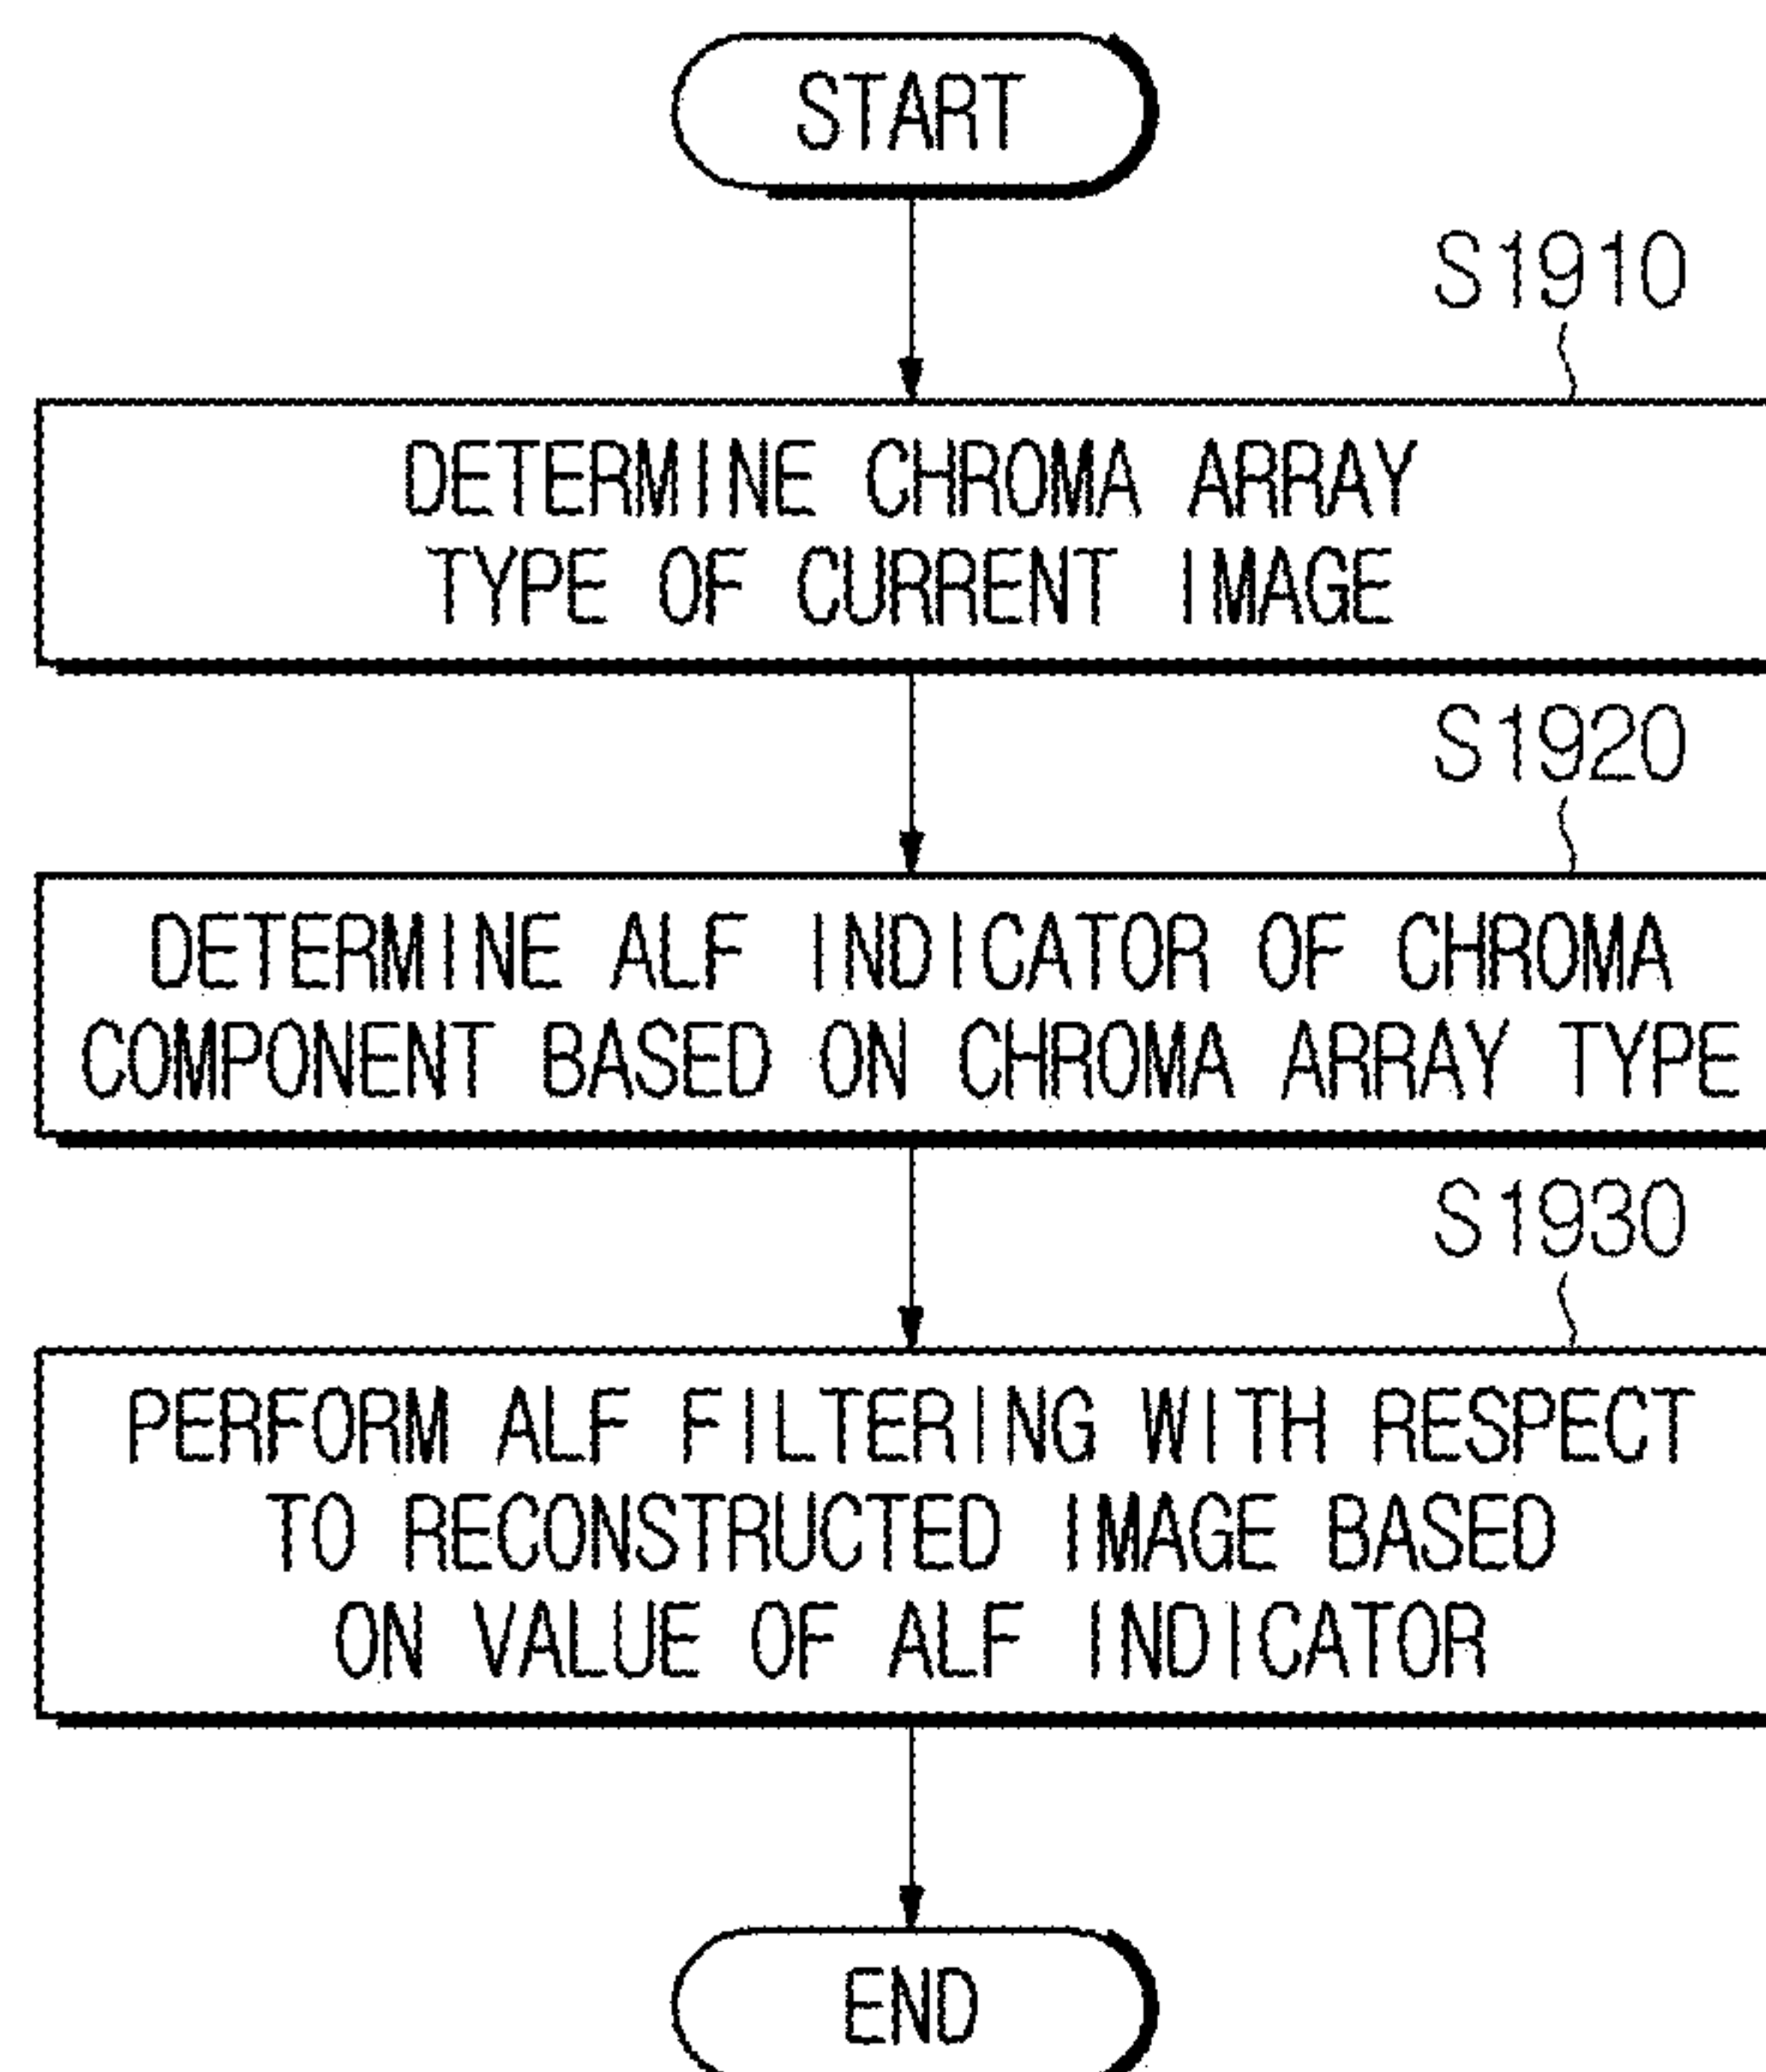 START
S1910
DETERMINE CHROMA ARRAY
TYPE OF CURRENT IMAGE
S1920
DETERMINE ALF INDICATOR OF CHROMA
COMPONENT BASED ON CHROMA ARRAY TYPE
S1930
PERFORM ALF FILTERING WITH RESPECT
TO RECONSTRUCTED IMAGE BASED
ON VALUE OF ALF INDICATOR
END